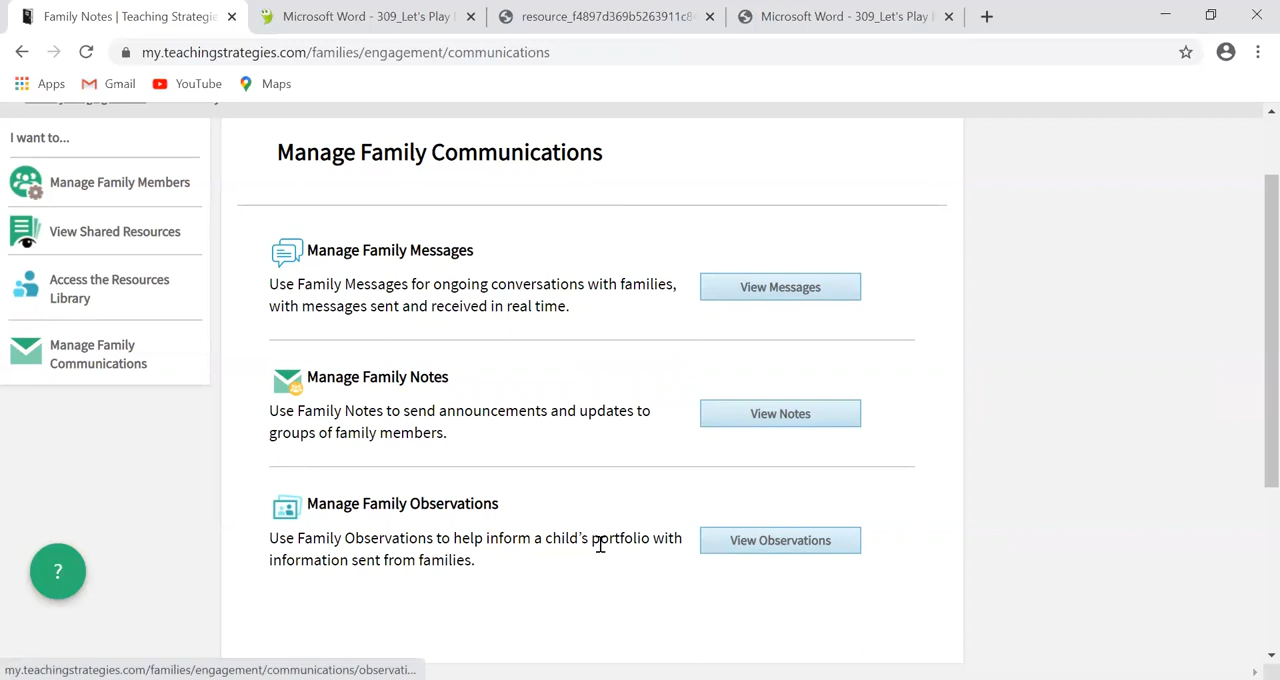 Family Notes | Teaching Strategie
Microsoft Word - 309_Let's Play
resource_f4897d369b5263911c8
Microsoft Word - 309_Let's Play
my.teachingstrategies.com/families/engagement/communications
Apps
Gmail
YouTube
Maps
I want to...
Manage Family Members
View Shared Resources
Access the Resources
Library
Manage Family
Communications
Manage Family Communications
Manage Family Messages
Use Family Messages for ongoing conversations with families,
with messages sent and received in real time.
View Messages
Manage Family Notes
Use Family Notes to send announcements and updates to
groups of family members.
View Notes
Manage Family Observations
Use Family Observations to help inform a child's portfolio with
information sent from families.
View Observations
?
my.teachingstrategies.com/families/engagement/communications/observati...